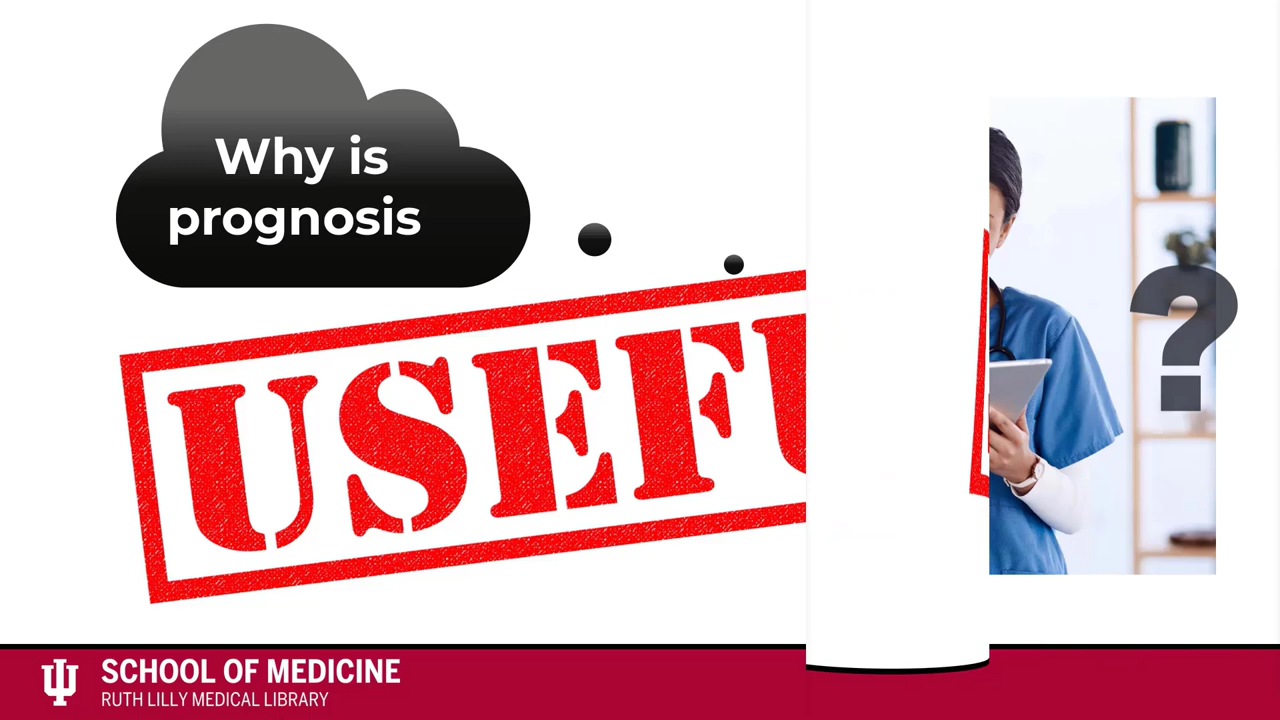 Why is
prognosis
USEFU
?
SCHOOL OF MEDICINE
RUTH LILLY MEDICAL LIBRARY